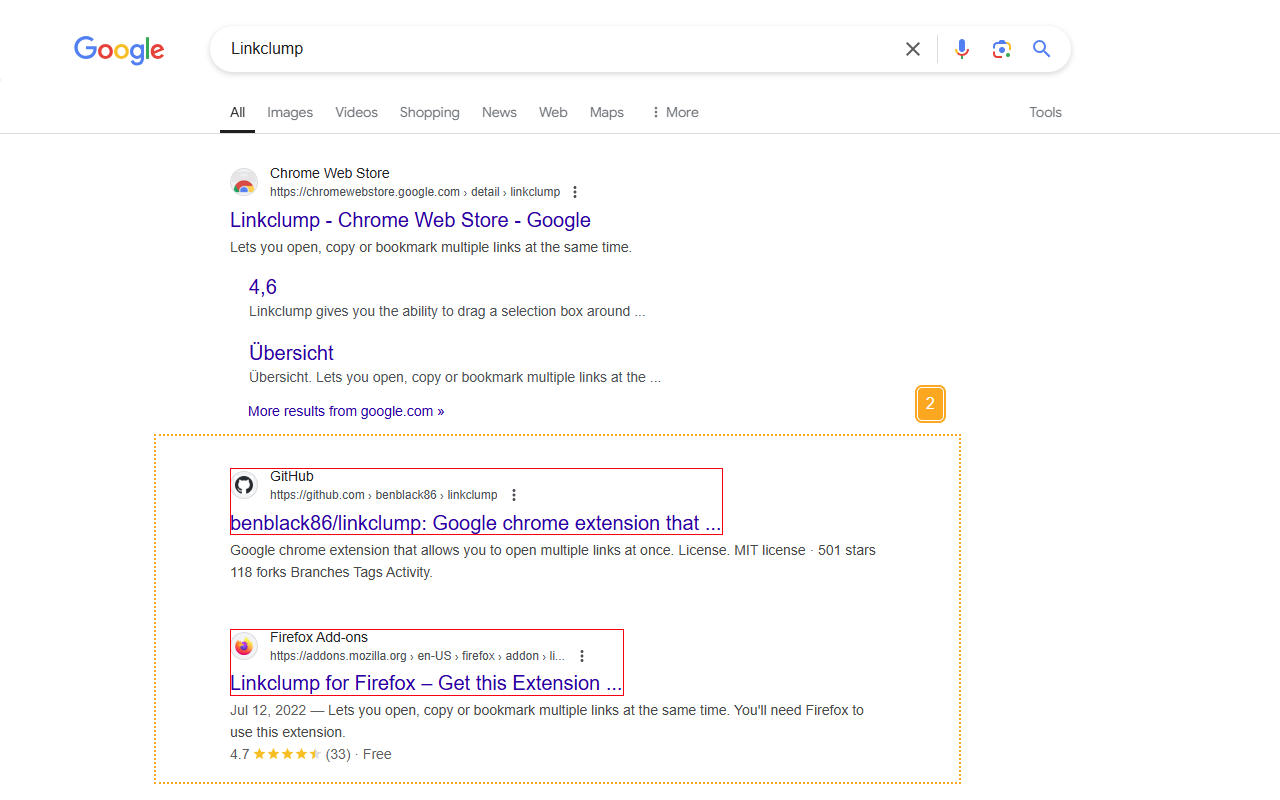 Google
Linkclump
All Images Videos Shopping News Web Maps More Tools
Chrome Web Store
https://chromewebstore.google.com › detail › linkclump
Linkclump - Chrome Web Store - Google
Lets you open, copy or bookmark multiple links at the same time.
4,6
Linkclump gives you the ability to drag a selection box around ...
Übersicht
Übersicht. Lets you open, copy or bookmark multiple links at the ...
More results from google.com »
2
GitHub
https://github.com › benblack86 › linkclump
benblack86/linkclump: Google chrome extension that ...
Google chrome extension that allows you to open multiple links at once. License. MIT license · 501 stars
118 forks Branches Tags Activity.
Firefox Add-ons
https://addons.mozilla.org › en-US › firefox › addon › li...
Linkclump for Firefox – Get this Extension ...
Jul 12, 2022 — Lets you open, copy or bookmark multiple links at the same time. You'll need Firefox to
use this extension.
4.7 (33) · Free